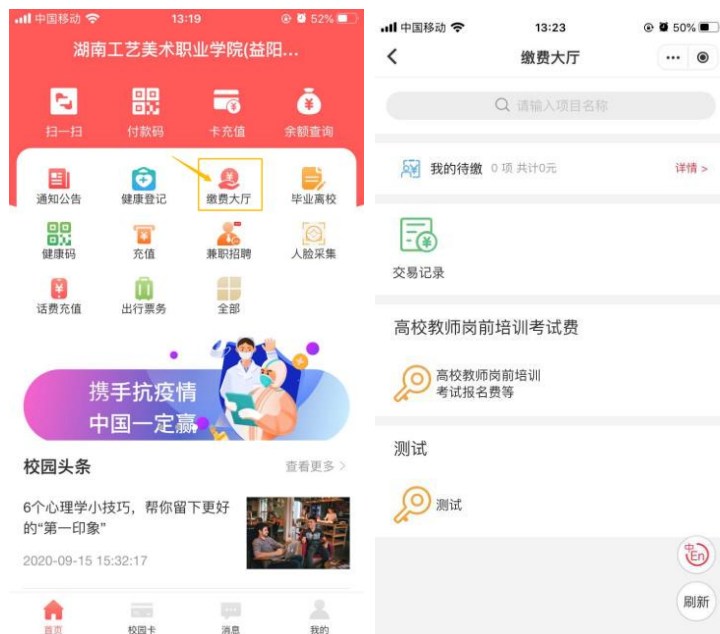 中国移动
13:19
52%
湖南工艺美术职业学院(益阳...
扫一扫
付款码
卡充值
余额查询
通知公告
健康登记
缴费大厅
毕业离校
健康码
充值
兼职招聘
人脸采集
话费充值
出行票务
全部
携手抗疫情
中国一定赢
校园头条
查看更多 >
6个心理学小技巧，帮你留下更好
的“第一印象”
2020-09-15 15:32:17
首页
校园卡
消息
我的
中国移动
13:23
50%
缴费大厅
请输入项目名称
我的待缴 0 项 共计0元
详情 >
交易记录
高校教师岗前培训考试费
高校教师岗前培训
考试报名费等
测试
测试
中
En
刷新